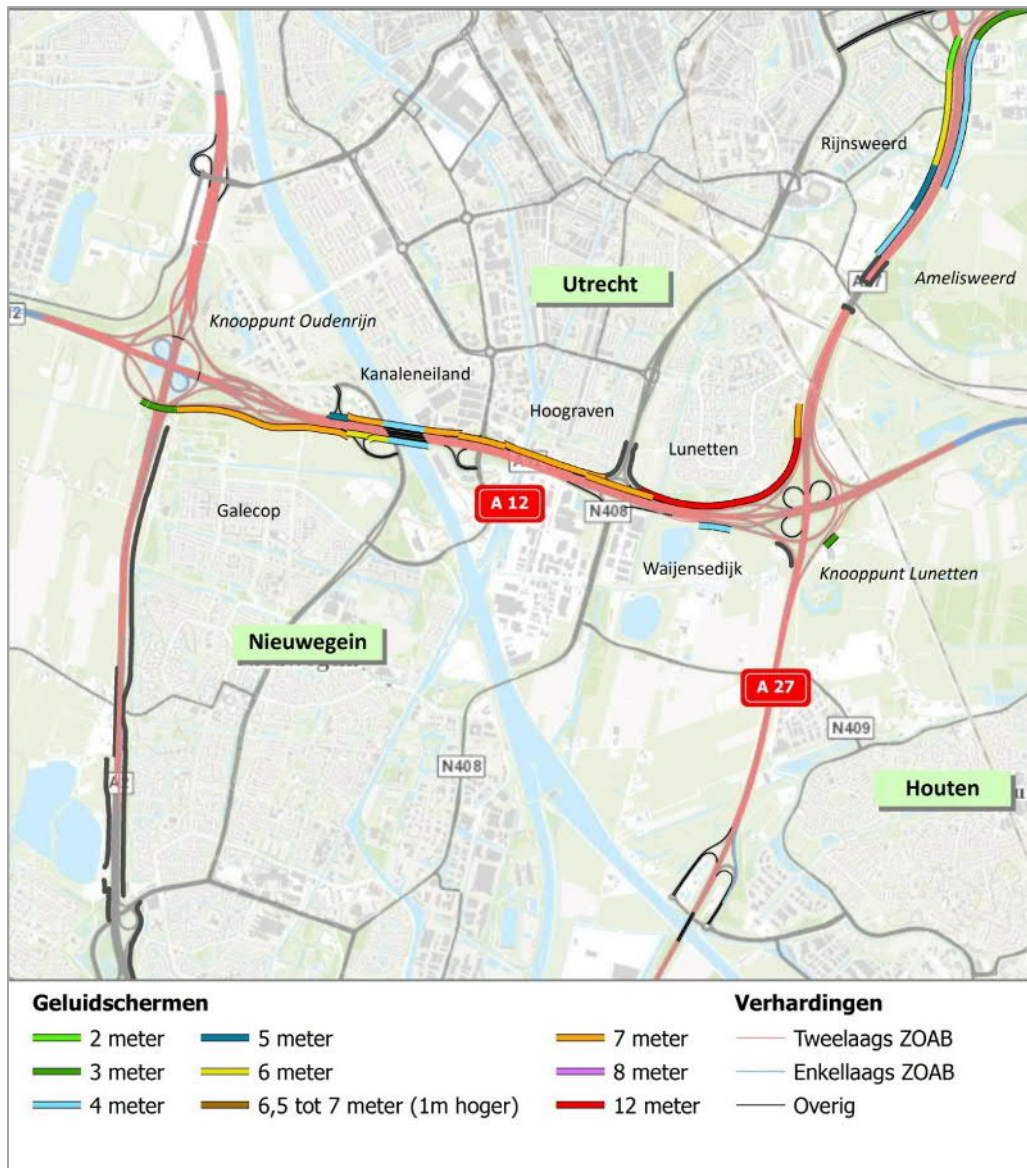 Rijnsweerd
Utrecht
Amelisweerd
Knooppunt Oudenrijn
Kanaleneiland
Hoograven
Lunetten
A 12
N408
Galecop
Waijensedijk
Knooppunt Lunetten
Nieuwegein
A 27
N409
N408
Houten
Geluidschermen
Verhardingen
2 meter
5 meter
7 meter
Tweelaags ZOAB
3 meter
6 meter
8 meter
Enkellaags ZOAB
4 meter
6,5 tot 7 meter (1m hoger)
12 meter
Overig